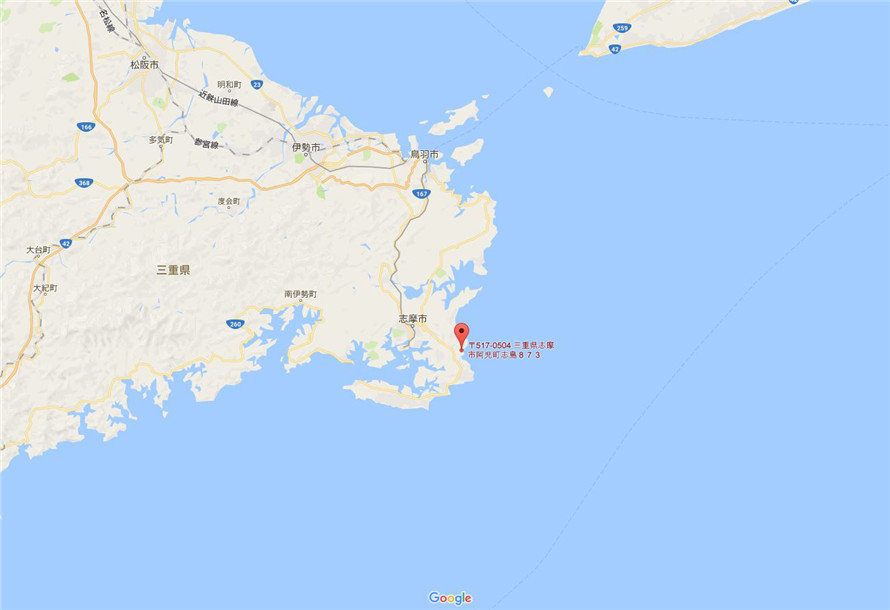 259
42
名松線
松阪市
明和町
23
近鉄山田線
166
多気町
参宮線
伊勢市
鳥羽市
368
167
度会町
42
大台町
三重県
大紀町
南伊勢町
260
志摩市
〒517-0504 三重県志摩
市阿児町志島８７３
Google